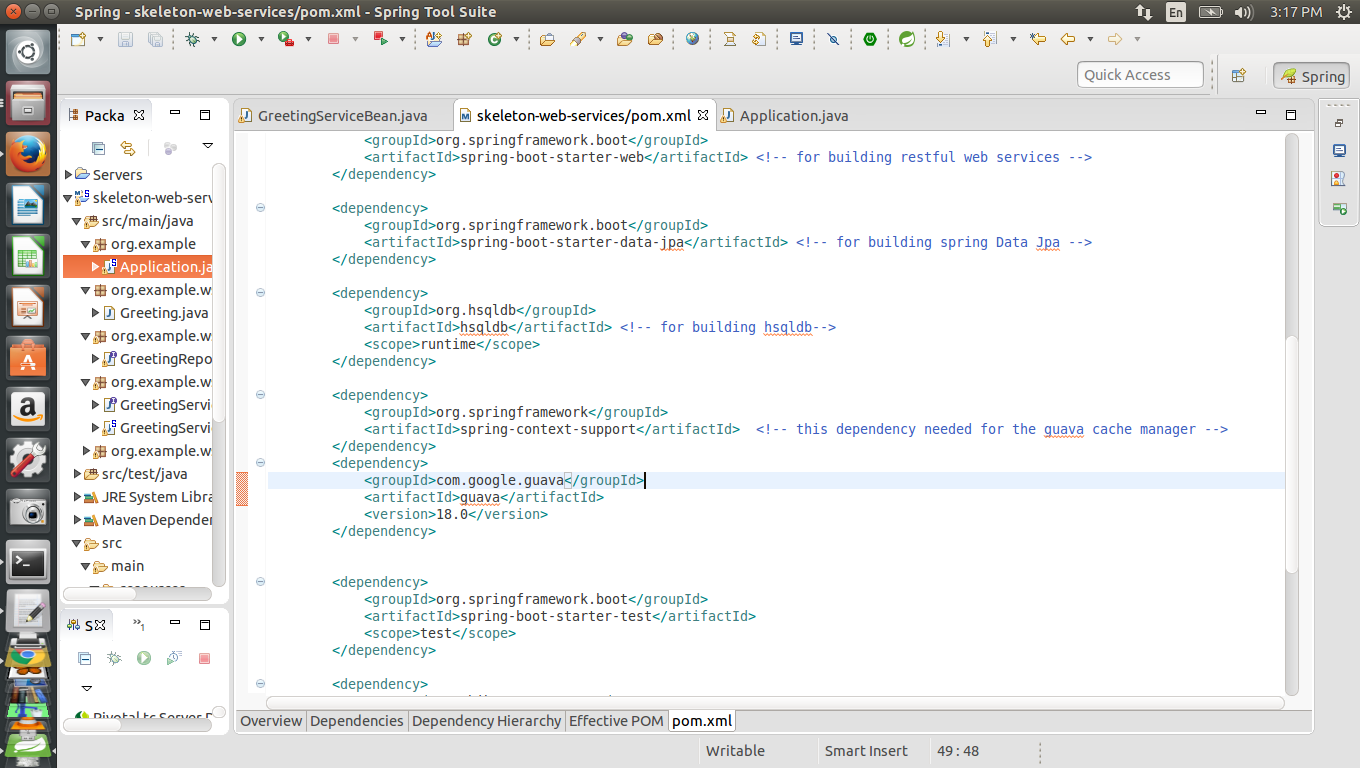 Spring - skeleton-web-services/pom.xml - Spring Tool Suite
En
3:17 PM
Quick Access
Spring
Packa
Servers
skeleton-web-serv
src/main/java
org.example
Application.ja
org.example.w
Greeting.java
org.example.w
GreetingRepo
org.example.w
GreetingServi
GreetingServi
org.example.w
src/test/java
JRE System Libra
Maven Depender
src
main
S
GreetingServiceBean.java
skeleton-web-services/pom.xml
Application.java
<groupId>org.springframework.boot</groupId>
<artifactId>spring-boot-starter-web</artifactId> <!-- for building restful web services -->
</dependency>
<dependency>
<groupId>org.springframework.boot</groupId>
<artifactId>spring-boot-starter-data-jpa</artifactId> <!-- for building spring Data Jpa -->
</dependency>
<dependency>
<groupId>org.hsqldb</groupId>
<artifactId>hsqldb</artifactId> <!-- for building hsqldb-->
<scope>runtime</scope>
</dependency>
<dependency>
<groupId>org.springframework</groupId>
<artifactId>spring-context-support</artifactId>  <!-- this dependency needed for the guava cache manager -->
</dependency>
<dependency>
<groupId>com.google.guava</groupId>
<artifactId>guava</artifactId>
<version>18.0</version>
</dependency>
<dependency>
<groupId>org.springframework.boot</groupId>
<artifactId>spring-boot-starter-test</artifactId>
<scope>test</scope>
</dependency>
<dependency>
Overview
Dependencies
Dependency Hierarchy
Effective POM
pom.xml
Writable
Smart Insert
49 : 48